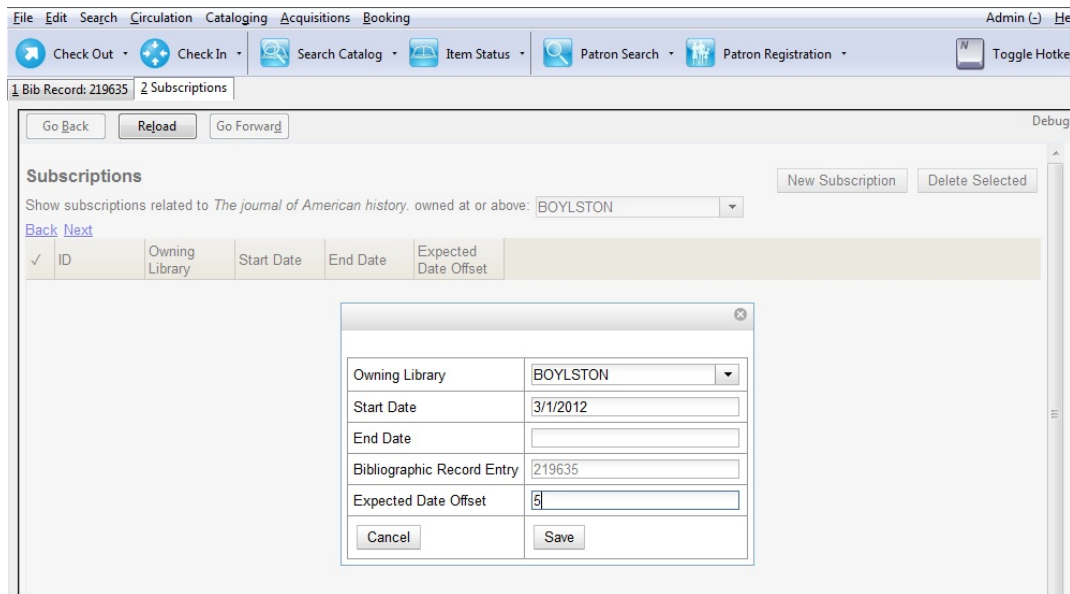 File Edit Search Circulation Cataloging Acquisitions Booking Admin (-) He
Check Out Check In Search Catalog Item Status Patron Search Patron Registration N Toggle Hotke
1 Bib Record: 219635 2 Subscriptions
Go Back Reload Go Forward Debug
Subscriptions New Subscription Delete Selected
Show subscriptions related to The journal of American history. owned at or above: BOYLSTON
Back Next
✓ ID Owning Library Start Date End Date Expected Date Offset
Owning Library BOYLSTON
Start Date 3/1/2012
End Date
Bibliographic Record Entry 219635
Expected Date Offset 5
Cancel Save